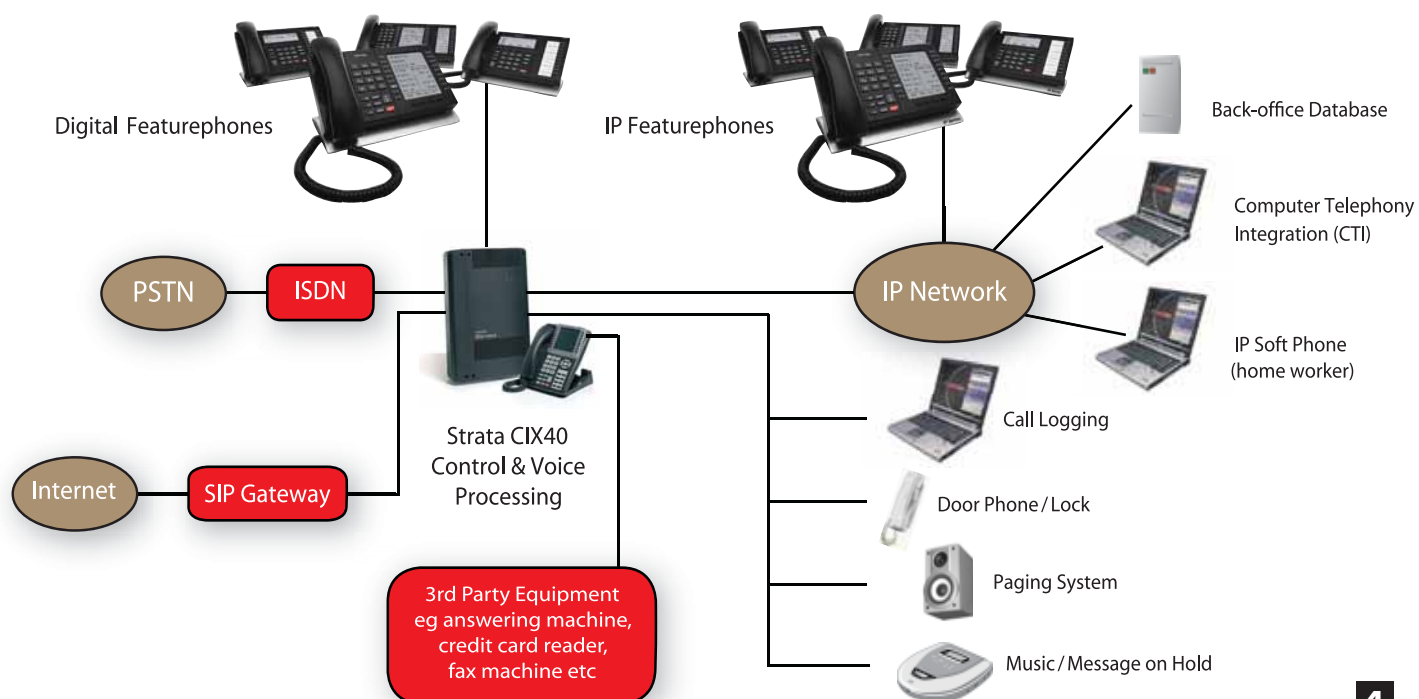 Digital Featurephones
IP Featurephones
Back-office Database
Computer Telephony
Integration (CTI)
PSTN
ISDN
IP Network
IP Soft Phone
(home worker)
Strata CIX40
Control & Voice
Processing
Call Logging
Internet
SIP Gateway
Door Phone / Lock
3rd Party Equipment
eg answering machine,
credit card reader,
fax machine etc
Paging System
Music / Message on Hold
4